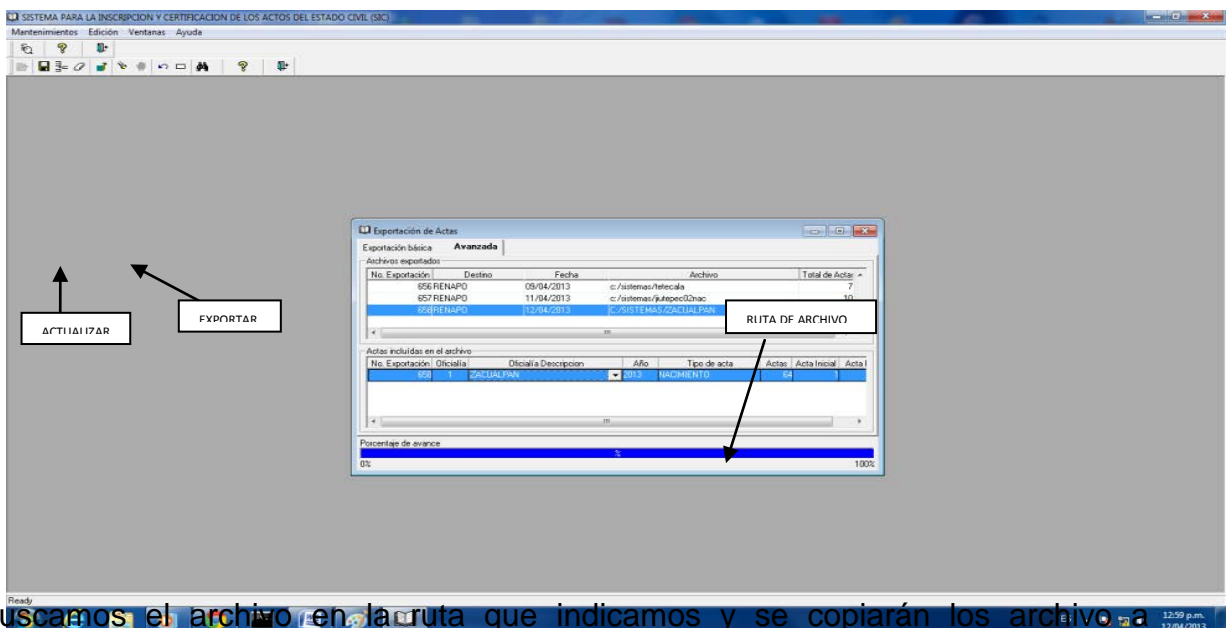 SISTEMA PARA LA INSCRIPCION Y CERTIFICACION DE LOS ACTOS DEL ESTADO CIVIL (SIC)
Mantenimientos Edición Ventanas Ayuda
Exportación de Actas
Exportación básica Avanzada
Archivos exportados
No. Exportación Destino Fecha Archivo Total de Actas
656 RENAPO 09/04/2013 c:/sistemas/tetecala 7
657 RENAPO 11/04/2013 c:/sistemas/jiutepec02nac 10
658 RENAPO 12/04/2013 C:/SISTEMAS/ZACUALPAN
ACTUALIZAR
EXPORTAR
RUTA DE ARCHIVO
Actas incluídas en el archivo
No. Exportación Oficialía Oficialía Descripcion Año Tipo de acta Actas Acta Inicial Acta
658 1 ZACUALPAN 2013 NACIMIENTO 64 1
Porcentaje de avance
%
0% 100%
Ready
uscamos el archivo en la ruta que indicamos y se copiarán los archivo a
ES 12:59 p.m.
12/04/2013